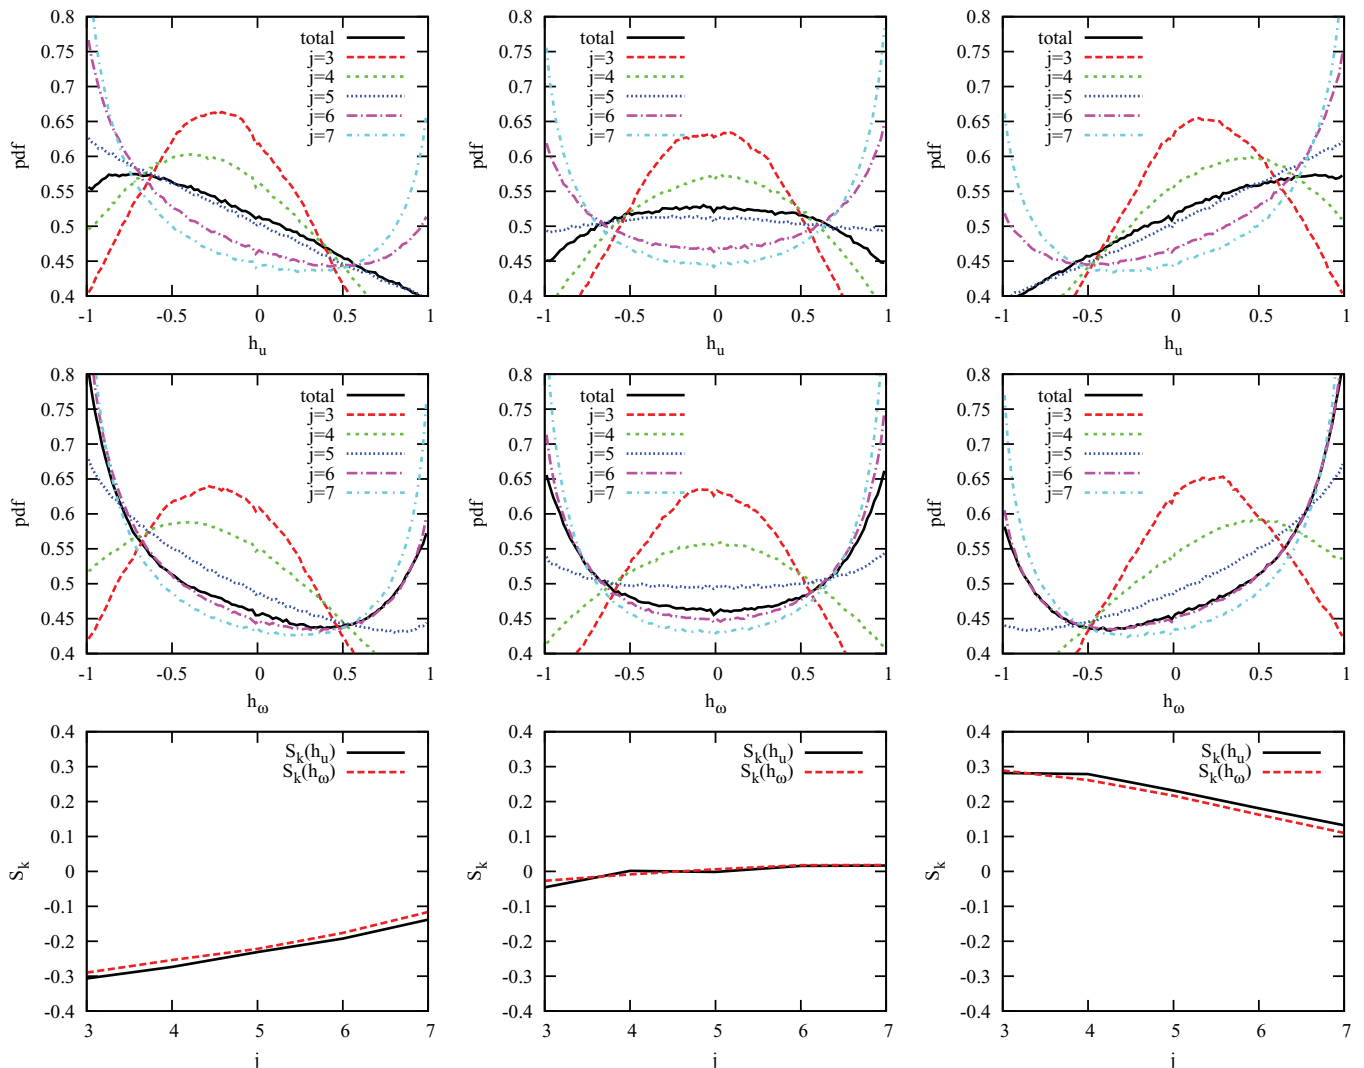 0.8
0.75
0.7
0.65
0.6
0.55
0.5
0.45
0.4
pdf
total
j=3
j=4
j=5
j=6
j=7
-1 -0.5 0 0.5 1
h_u
0.8
0.75
0.7
0.65
0.6
0.55
0.5
0.45
0.4
pdf
total
j=3
j=4
j=5
j=6
j=7
-1 -0.5 0 0.5 1
h_u
0.8
0.75
0.7
0.65
0.6
0.55
0.5
0.45
0.4
pdf
total
j=3
j=4
j=5
j=6
j=7
-1 -0.5 0 0.5 1
h_u
0.8
0.75
0.7
0.65
0.6
0.55
0.5
0.45
0.4
pdf
total
j=3
j=4
j=5
j=6
j=7
-1 -0.5 0 0.5 1
h_ω
0.8
0.75
0.7
0.65
0.6
0.55
0.5
0.45
0.4
pdf
total
j=3
j=4
j=5
j=6
j=7
-1 -0.5 0 0.5 1
h_ω
0.8
0.75
0.7
0.65
0.6
0.55
0.5
0.45
0.4
pdf
total
j=3
j=4
j=5
j=6
j=7
-1 -0.5 0 0.5 1
h_ω
0.4
0.3
0.2
0.1
0
-0.1
-0.2
-0.3
-0.4
S_k
S_k(h_u)
S_k(h_ω)
3 4 5 6 7
j
0.4
0.3
0.2
0.1
0
-0.1
-0.2
-0.3
-0.4
S_k
S_k(h_u)
S_k(h_ω)
3 4 5 6 7
j
0.4
0.3
0.2
0.1
0
-0.1
-0.2
-0.3
-0.4
S_k
S_k(h_u)
S_k(h_ω)
3 4 5 6 7
j